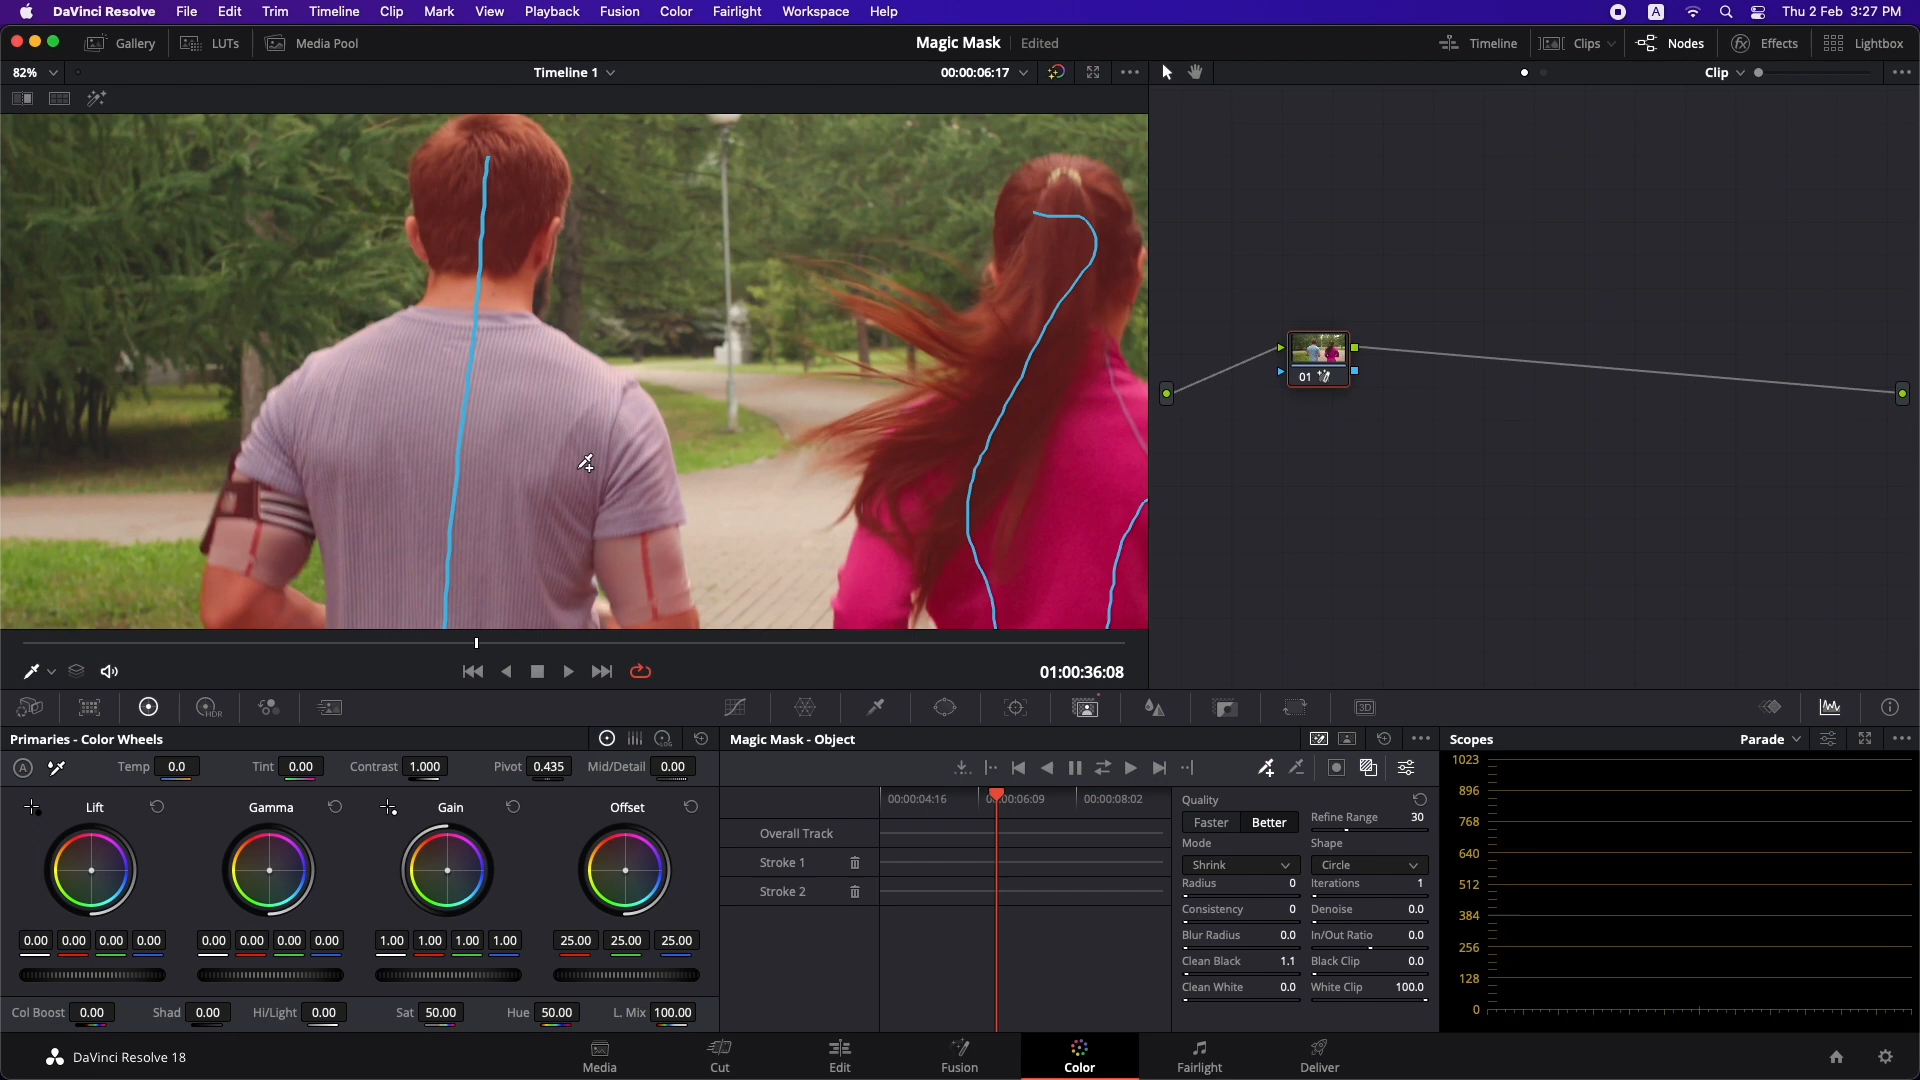 DaVinci Resolve File Edit Trim Timeline Clip Mark View Playback Fusion Color Fairlight Workspace Help A Thu 2 Feb 3:27 PM
Gallery LUTs Media Pool Magic Mask Edited Timeline Clips Nodes Effects Lightbox
82% Timeline 1 00:00:06:17 Clip
01
01:00:36:08
HDR 3D
Primaries - Color Wheels LOG Magic Mask - Object Scopes Parade
A Temp 0.0 Tint 0.00 Contrast 1.000 Pivot 0.435 Mid/Detail 0.00
Lift Gamma Gain Offset
0.00 0.00 0.00 0.00 0.00 0.00 0.00 0.00 1.00 1.00 1.00 1.00 25.00 25.00 25.00
Col Boost 0.00 Shad 0.00 Hi/Light 0.00 Sat 50.00 Hue 50.00 L. Mix 100.00
00:00:04:16 00:00:06:09 00:00:08:02
Overall Track
Stroke 1
Stroke 2
Quality
Faster Better Refine Range 30
Mode Shape
Shrink Circle
Radius 0 Iterations 1
Consistency 0 Denoise 0.0
Blur Radius 0.0 In/Out Ratio 0.0
Clean Black 1.1 Black Clip 0.0
Clean White 0.0 White Clip 100.0
1023
896
768
640
512
384
256
128
0
DaVinci Resolve 18 Media Cut Edit Fusion Color Fairlight Deliver